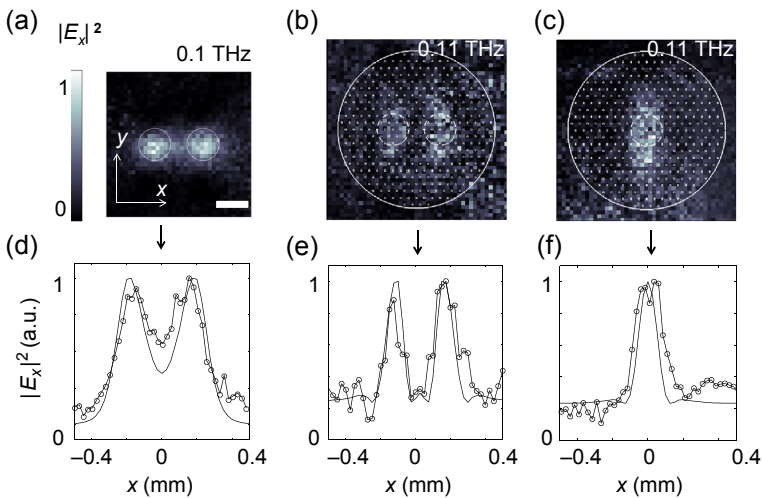 (a)
(b)
(c)
|Eₓ|²
0.1 THz
0.11 THz
0.11 THz
1
0
y
x
(d)
(e)
(f)
|Eₓ|² (a.u.)
1
0
1
0
1
0
–0.4 0 0.4
–0.4 0 0.4
–0.4 0 0.4
x (mm)
x (mm)
x (mm)